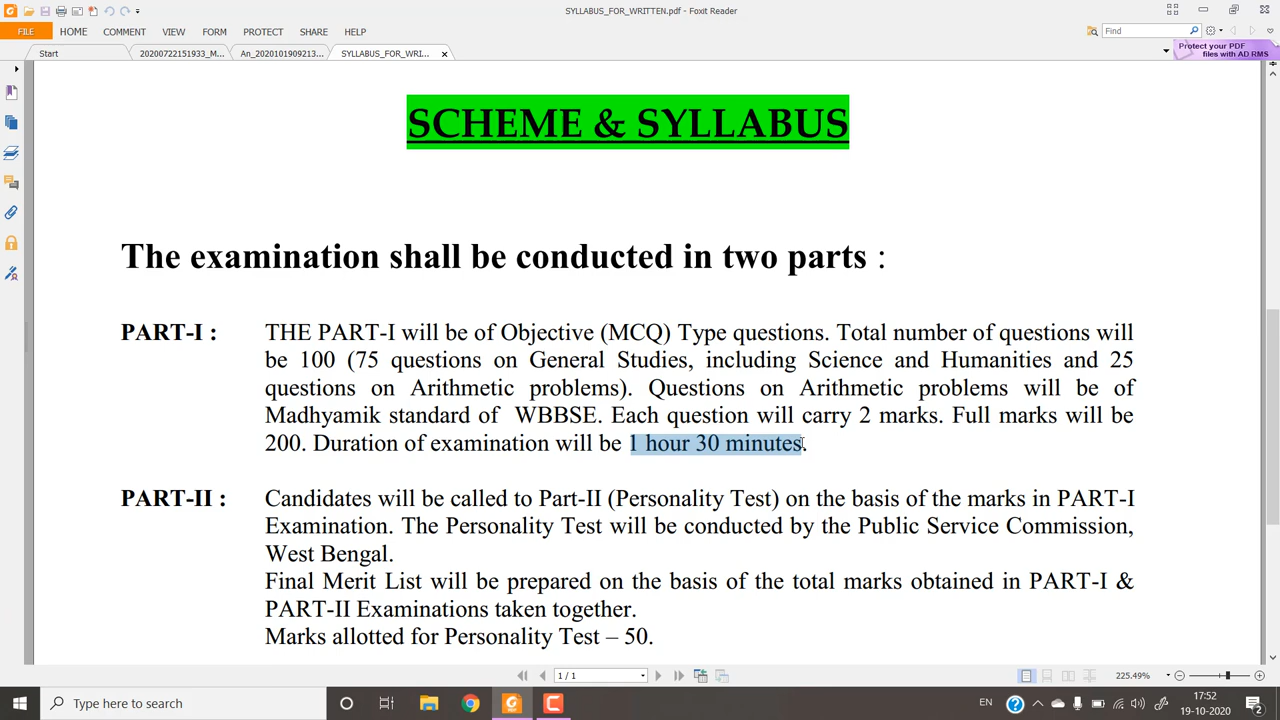 SYLLABUS_FOR_WRITTEN.pdf - Foxit Reader
FILE HOME COMMENT VIEW FORM PROTECT SHARE HELP
Find
Protect your PDF
files with AD RMS
Start 20200722151933_M... An_2020101909213... SYLLABUS_FOR_WRI...
SCHEME & SYLLABUS
The examination shall be conducted in two parts :
PART-I : THE PART-I will be of Objective (MCQ) Type questions. Total number of questions will
be 100 (75 questions on General Studies, including Science and Humanities and 25
questions on Arithmetic problems). Questions on Arithmetic problems will be of
Madhyamik standard of WBBSE. Each question will carry 2 marks. Full marks will be
200. Duration of examination will be 1 hour 30 minutes.
PART-II : Candidates will be called to Part-II (Personality Test) on the basis of the marks in PART-I
Examination. The Personality Test will be conducted by the Public Service Commission,
West Bengal.
Final Merit List will be prepared on the basis of the total marks obtained in PART-I &
PART-II Examinations taken together.
Marks allotted for Personality Test – 50.
1 / 1
225.49%
Type here to search
EN
17:52
19-10-2020
2